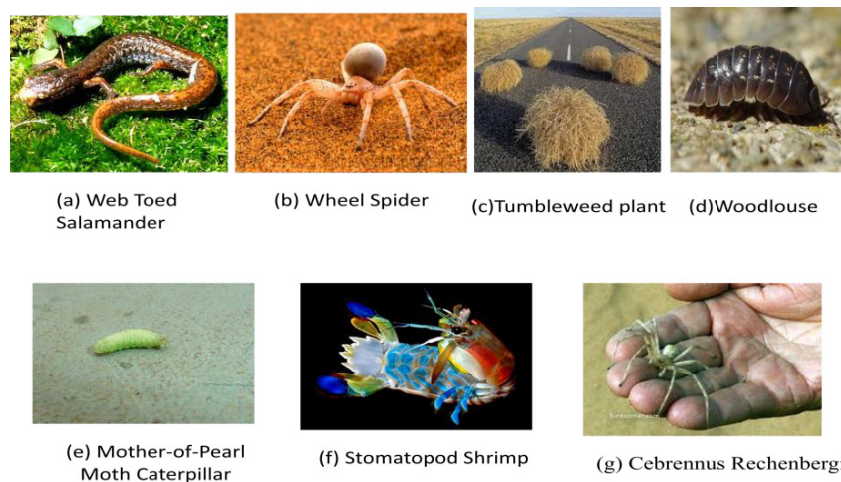 (a) Web Toed
Salamander
(b) Wheel Spider
(c)Tumbleweed plant
(d)Woodlouse
(e) Mother-of-Pearl
Moth Caterpillar
(f) Stomatopod Shrimp
(g) Cebrennus Rechenbergi